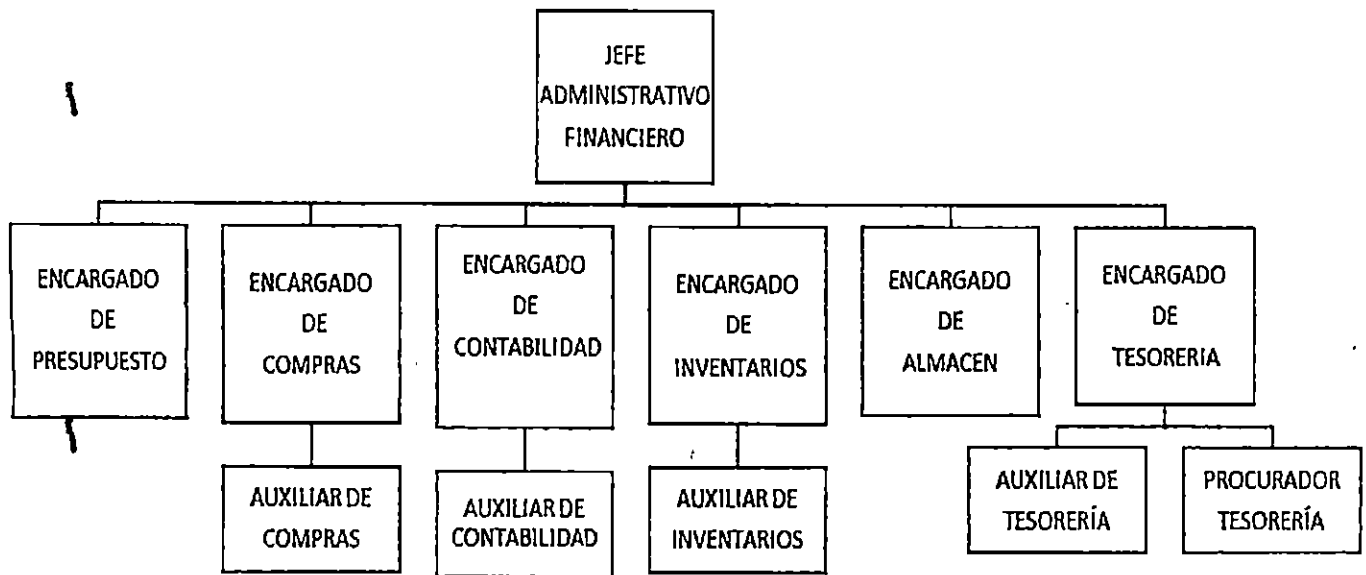 JEFE
ADMINISTRATIVO
FINANCIERO
ENCARGADO
DE
PRESUPUESTO
ENCARGADO
DE
COMPRAS
ENCARGADO
DE
CONTABILIDAD
ENCARGADO
DE
INVENTARIOS
ENCARGADO
DE
ALMACEN
ENCARGADO
DE
TESORERIA
AUXILIAR DE
COMPRAS
AUXILIAR DE
CONTABILIDAD
AUXILIAR DE
INVENTARIOS
AUXILIAR DE
TESORERÍA
PROCURADOR
TESORERÍA